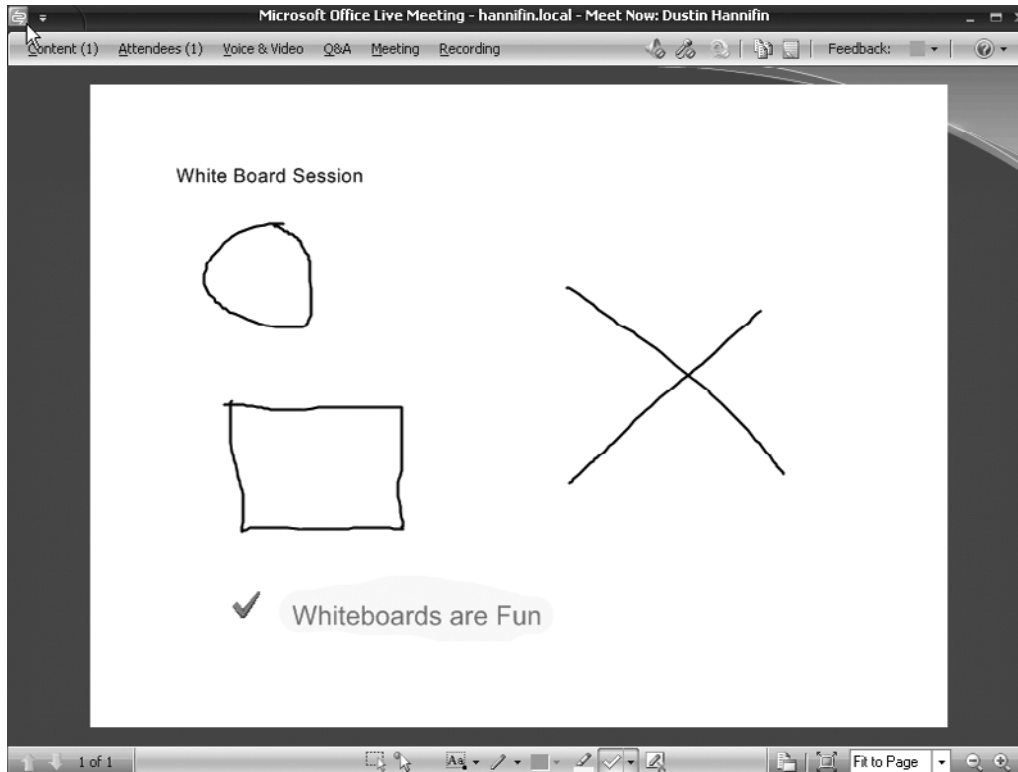 Microsoft Office Live Meeting - hannifin.local - Meet Now: Dustin Hannifin
Content (1) Attendees (1) Voice & Video Q&A Meeting Recording Feedback:
White Board Session
Whiteboards are Fun
1 of 1 Aa Fit to Page